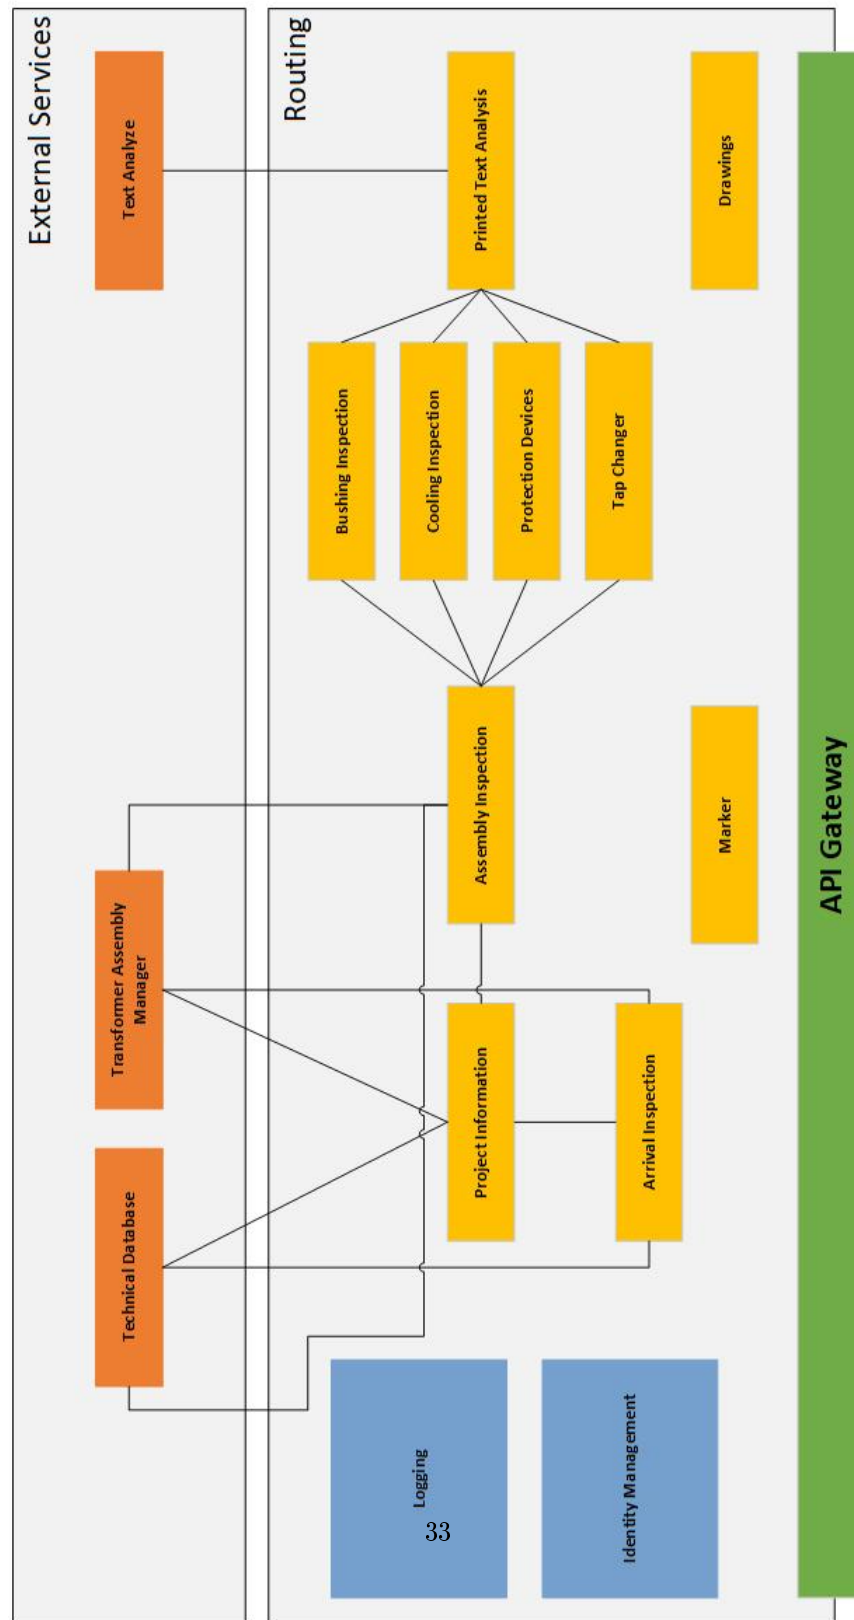 External Services
Text Analyze
Transformer Assembly
Manager
Technical Database
Routing
Printed Text Analysis
Drawings
Bushing Inspection
Cooling Inspection
Protection Devices
Tap Changer
Assembly Inspection
Marker
Project Information
Arrival Inspection
Logging
Identity Management
API Gateway
33